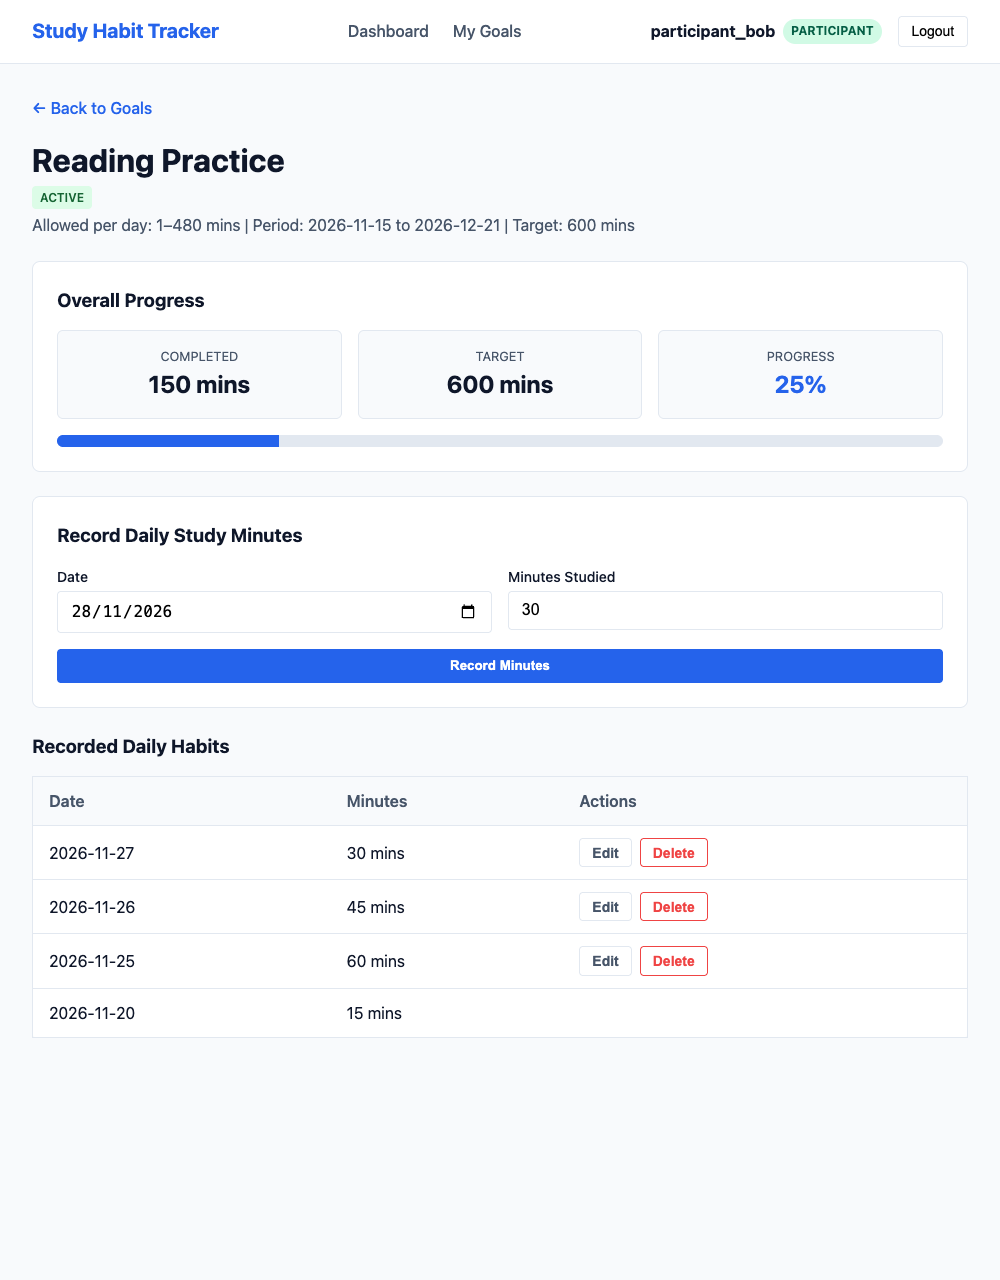 Study Habit Tracker Dashboard My Goals participant_bob PARTICIPANT Logout
← Back to Goals
Reading Practice
ACTIVE
Allowed per day: 1–480 mins | Period: 2026-11-15 to 2026-12-21 | Target: 600 mins
Overall Progress
COMPLETED TARGET PROGRESS
150 mins 600 mins 25%
Record Daily Study Minutes
Date Minutes Studied
28/11/2026 30
Record Minutes
Recorded Daily Habits
Date Minutes Actions
2026-11-27 30 mins Edit Delete
2026-11-26 45 mins Edit Delete
2026-11-25 60 mins Edit Delete
2026-11-20 15 mins